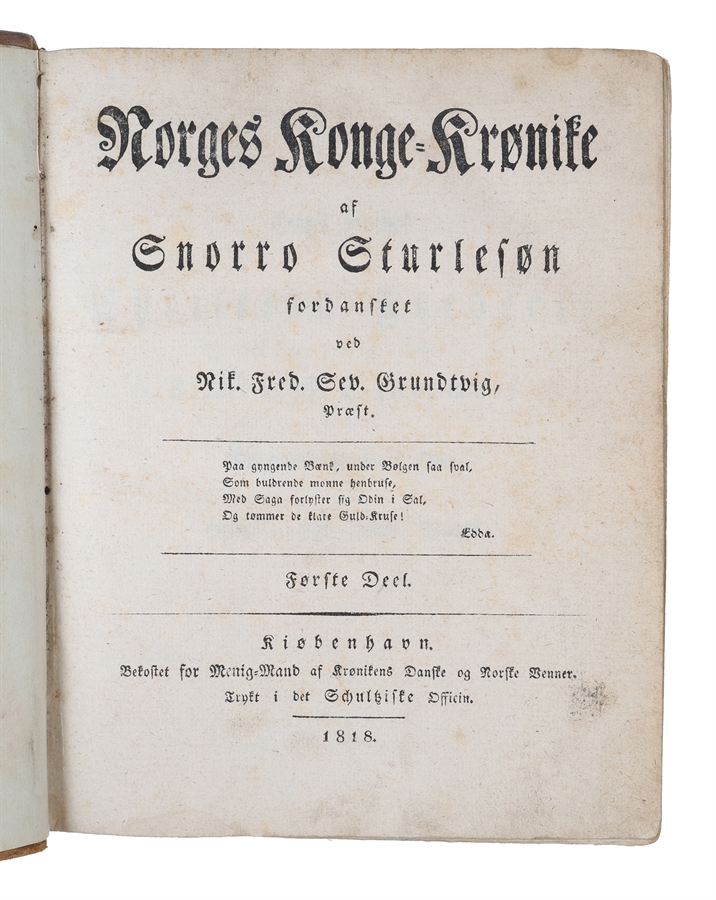 Norges Konge-Krønike
af
Snorro Sturlesøn
fordansket
ved
Nik. Fred. Sev. Grundtvig,
Præst.
Paa gyngende Bænk, under Bølgen saa sval,
Som buldrende monne henbruse,
Med Saga forlyster sig Odin i Sal,
Og tømmer de klare Guld-Kruse!
Edda.
Første Deel.
Kiøbenhavn.
Bekostet for Menig-Mand af Krønikens Danske og Norske Venner.
Trykt i det Schultziske Officin.
1818.